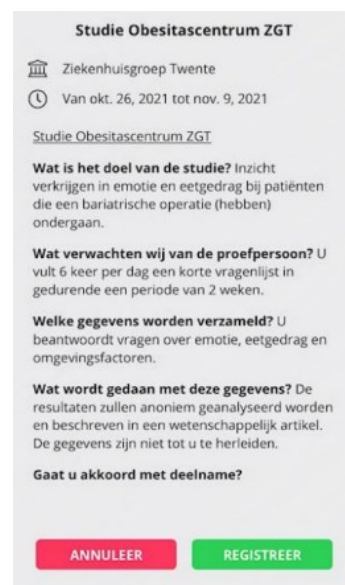 Studie Obesitascentrum ZGT
Ziekenhuisgroep Twente
Van okt. 26, 2021 tot nov. 9, 2021
Studie Obesitascentrum ZGT
Wat is het doel van de studie? Inzicht
verkrijgen in emotie en eetgedrag bij patiënten
die een bariatrische operatie (hebben)
ondergaan.
Wat verwachten wij van de proefpersoon? U
vult 6 keer per dag een korte vragenlijst in
gedurende een periode van 2 weken.
Welke gegevens worden verzameld? U
beantwoordt vragen over emotie, eetgedrag en
omgevingsfactoren.
Wat wordt gedaan met deze gegevens? De
resultaten zullen anoniem geanalyseerd worden
en beschreven in een wetenschappelijk artikel.
De gegevens zijn niet tot u te herleiden.
Gaat u akkoord met deelname?
ANNULEER REGISTREER